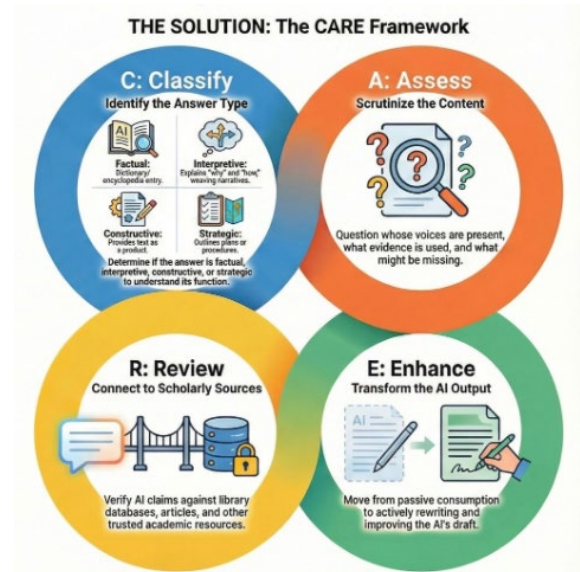 THE SOLUTION: The CARE Framework
C: Classify
Identify the Answer Type
AI
Factual:
Dictionary/
encyclopedia entry.
Interpretive:
Explains "why" and "how,"
weaving narratives.
Constructive:
Provides text as
a product.
Strategic:
Outlines plans or
procedures.
Determine if the answer is factual,
interpretive, constructive, or strategic
to understand its function.
A: Assess
Scrutinize the Content
? ? ? ? ?
Question whose voices are present,
what evidence is used, and what
might be missing.
R: Review
Connect to Scholarly Sources
Verify AI claims against library
databases, articles, and other
trusted academic resources.
E: Enhance
Transform the AI Output
AI
Move from passive consumption
to actively rewriting and
improving the AI's draft.